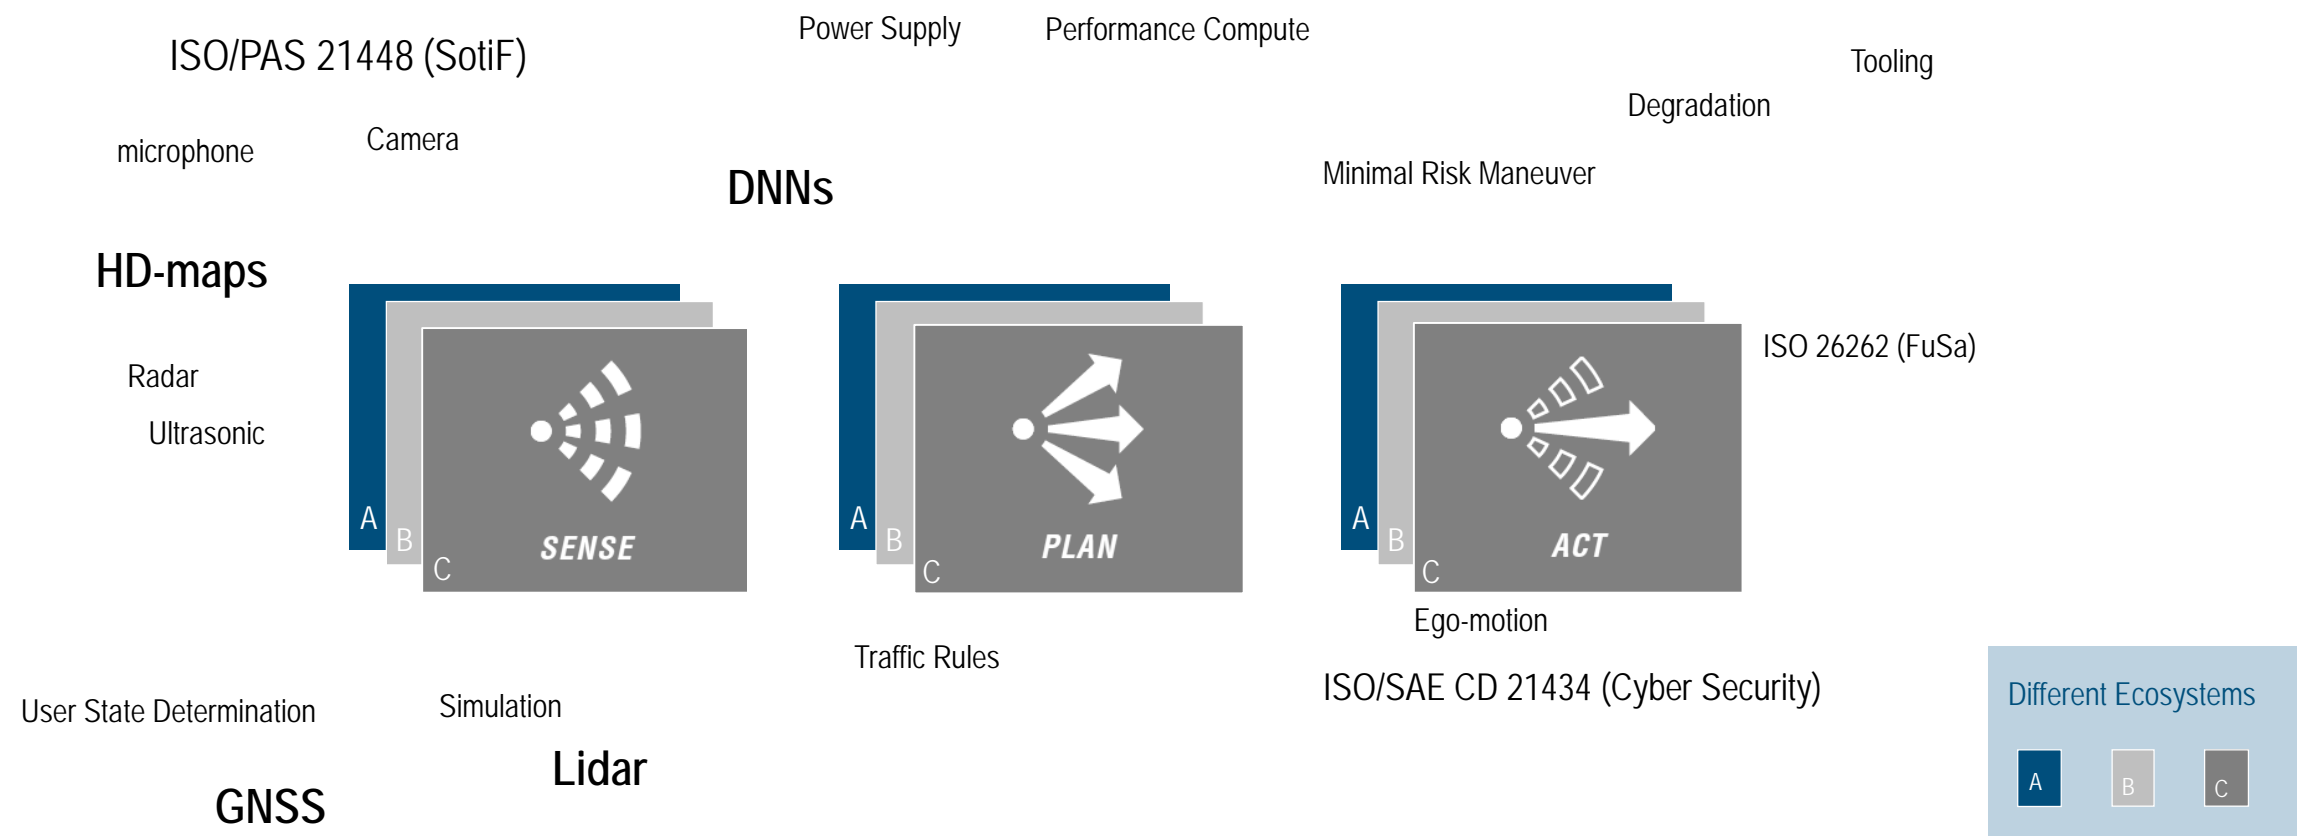 Power Supply
Performance Compute
ISO/PAS 21448 (SotiF)
Tooling
Degradation
microphone
Camera
Minimal Risk Maneuver
DNNs
HD-maps
ISO 26262 (FuSa)
Radar
Ultrasonic
A
B
C
SENSE
A
B
C
PLAN
A
B
C
ACT
Ego-motion
Traffic Rules
ISO/SAE CD 21434 (Cyber Security)
User State Determination
Simulation
Lidar
GNSS
Different Ecosystems
A
B
C